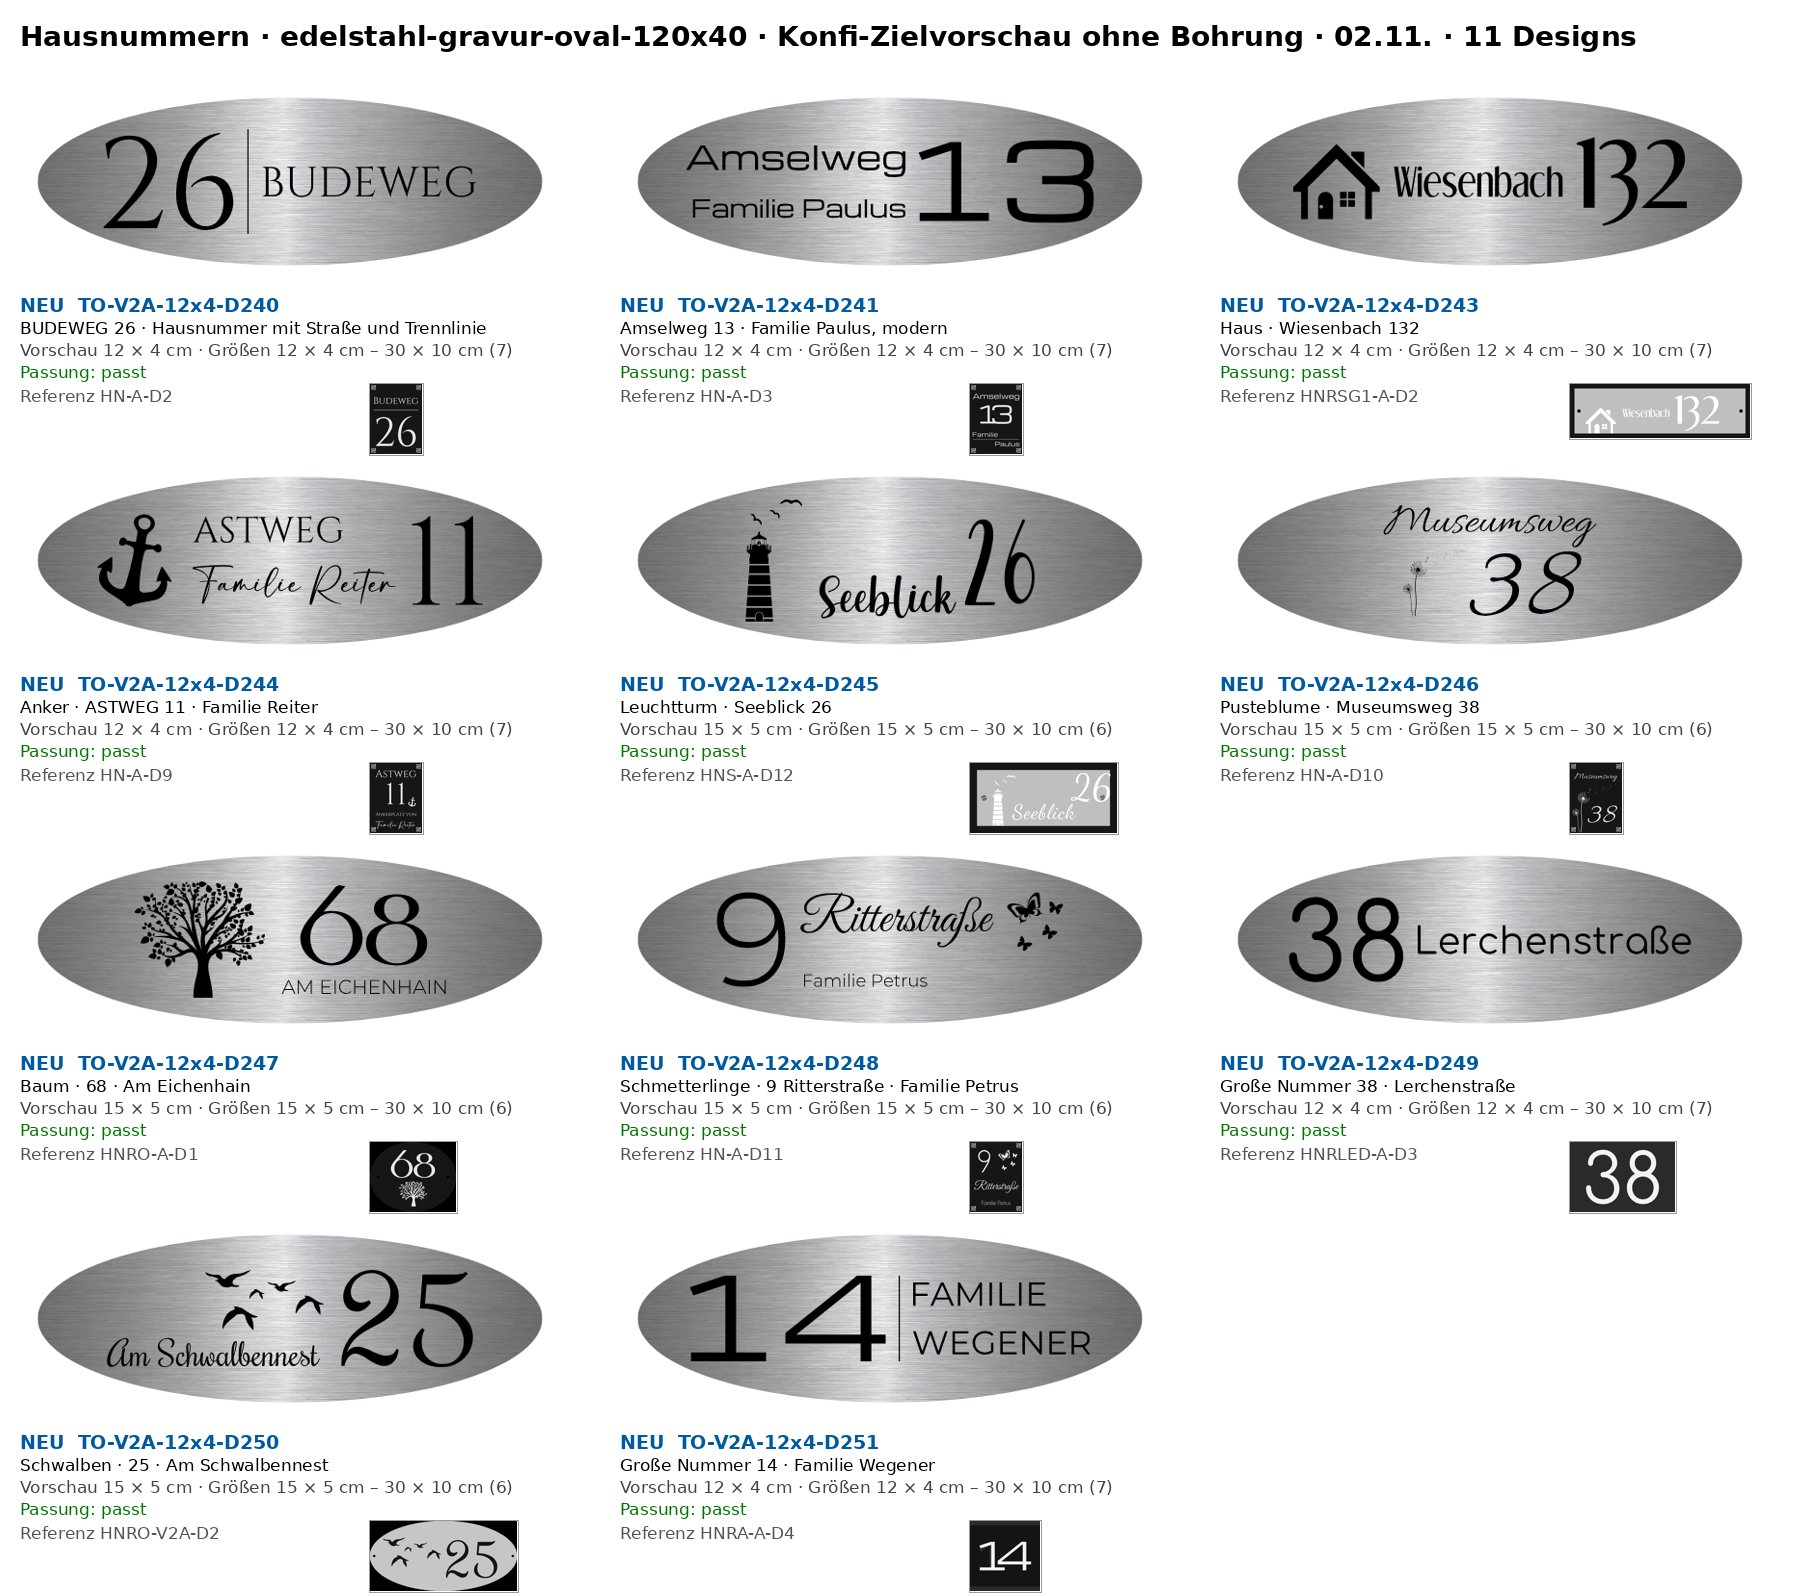 Hausnummern · edelstahl-gravur-oval-120x40 · Konfi-Zielvorschau ohne Bohrung · 02.11. · 11 Designs
26 BUDEWEG
NEU TO-V2A-12x4-D240
BUDEWEG 26 · Hausnummer mit Straße und Trennlinie
Vorschau 12 × 4 cm · Größen 12 × 4 cm – 30 × 10 cm (7)
Passung: passt
Referenz HN-A-D2
BUDEWEG
26
Amselweg 13
Familie Paulus
NEU TO-V2A-12x4-D241
Amselweg 13 · Familie Paulus, modern
Vorschau 12 × 4 cm · Größen 12 × 4 cm – 30 × 10 cm (7)
Passung: passt
Referenz HN-A-D3
Amselweg
13
Familie
Paulus
Wiesenbach 132
NEU TO-V2A-12x4-D243
Haus · Wiesenbach 132
Vorschau 12 × 4 cm · Größen 12 × 4 cm – 30 × 10 cm (7)
Passung: passt
Referenz HNRSG1-A-D2
Wiesenbach 132
ASTWEG 11
Familie Reiter
NEU TO-V2A-12x4-D244
Anker · ASTWEG 11 · Familie Reiter
Vorschau 12 × 4 cm · Größen 12 × 4 cm – 30 × 10 cm (7)
Passung: passt
Referenz HN-A-D9
ASTWEG
11
ANKERPLATZ VON
Familie Reiter
Seeblick 26
NEU TO-V2A-12x4-D245
Leuchtturm · Seeblick 26
Vorschau 15 × 5 cm · Größen 15 × 5 cm – 30 × 10 cm (6)
Passung: passt
Referenz HNS-A-D12
26
Seeblick
Museumsweg
38
NEU TO-V2A-12x4-D246
Pusteblume · Museumsweg 38
Vorschau 15 × 5 cm · Größen 15 × 5 cm – 30 × 10 cm (6)
Passung: passt
Referenz HN-A-D10
Museumsweg
38
68
AM EICHENHAIN
NEU TO-V2A-12x4-D247
Baum · 68 · Am Eichenhain
Vorschau 15 × 5 cm · Größen 15 × 5 cm – 30 × 10 cm (6)
Passung: passt
Referenz HNRO-A-D1
68
9 Ritterstraße
Familie Petrus
NEU TO-V2A-12x4-D248
Schmetterlinge · 9 Ritterstraße · Familie Petrus
Vorschau 15 × 5 cm · Größen 15 × 5 cm – 30 × 10 cm (6)
Passung: passt
Referenz HN-A-D11
9
Ritterstraße
Familie Petrus
38 Lerchenstraße
NEU TO-V2A-12x4-D249
Große Nummer 38 · Lerchenstraße
Vorschau 12 × 4 cm · Größen 12 × 4 cm – 30 × 10 cm (7)
Passung: passt
Referenz HNRLED-A-D3
38
Am Schwalbennest 25
NEU TO-V2A-12x4-D250
Schwalben · 25 · Am Schwalbennest
Vorschau 15 × 5 cm · Größen 15 × 5 cm – 30 × 10 cm (6)
Passung: passt
Referenz HNRO-V2A-D2
25
14 FAMILIE
WEGENER
NEU TO-V2A-12x4-D251
Große Nummer 14 · Familie Wegener
Vorschau 12 × 4 cm · Größen 12 × 4 cm – 30 × 10 cm (7)
Passung: passt
Referenz HNRA-A-D4
14